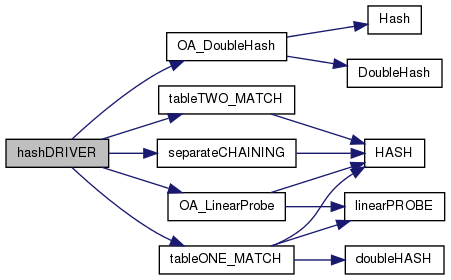 Hash
OA_DoubleHash
DoubleHash
tableTWO_MATCH
hashDRIVER
separateCHAINING
HASH
OA_LinearProbe
linearPROBE
tableONE_MATCH
doubleHASH